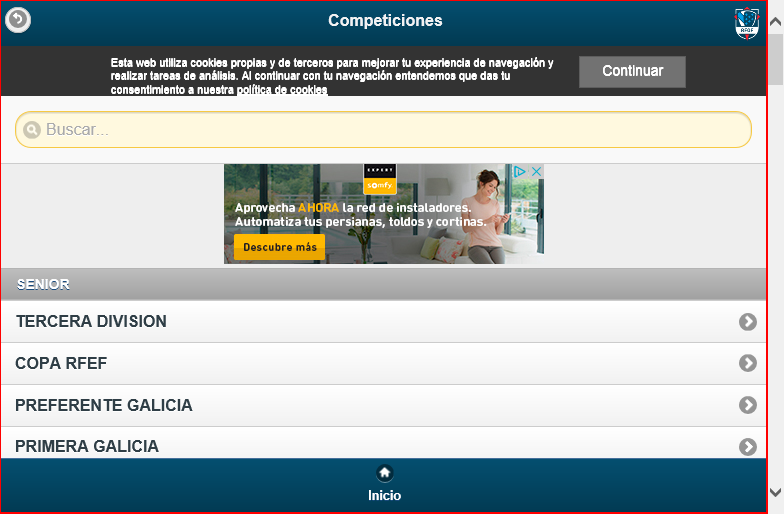 Competiciones
RFGF
Esta web utiliza cookies propias y de terceros para mejorar tu experiencia de navegación y
realizar tareas de análisis. Al continuar con tu navegación entendemos que das tu
consentimiento a nuestra política de cookies
Continuar
Buscar...
EXPERT
somfy.
Aprovecha AHORA la red de instaladores.
Automatiza tus persianas, toldos y cortinas.
Descubre más
SENIOR
TERCERA DIVISION
COPA RFEF
PREFERENTE GALICIA
PRIMERA GALICIA
Inicio